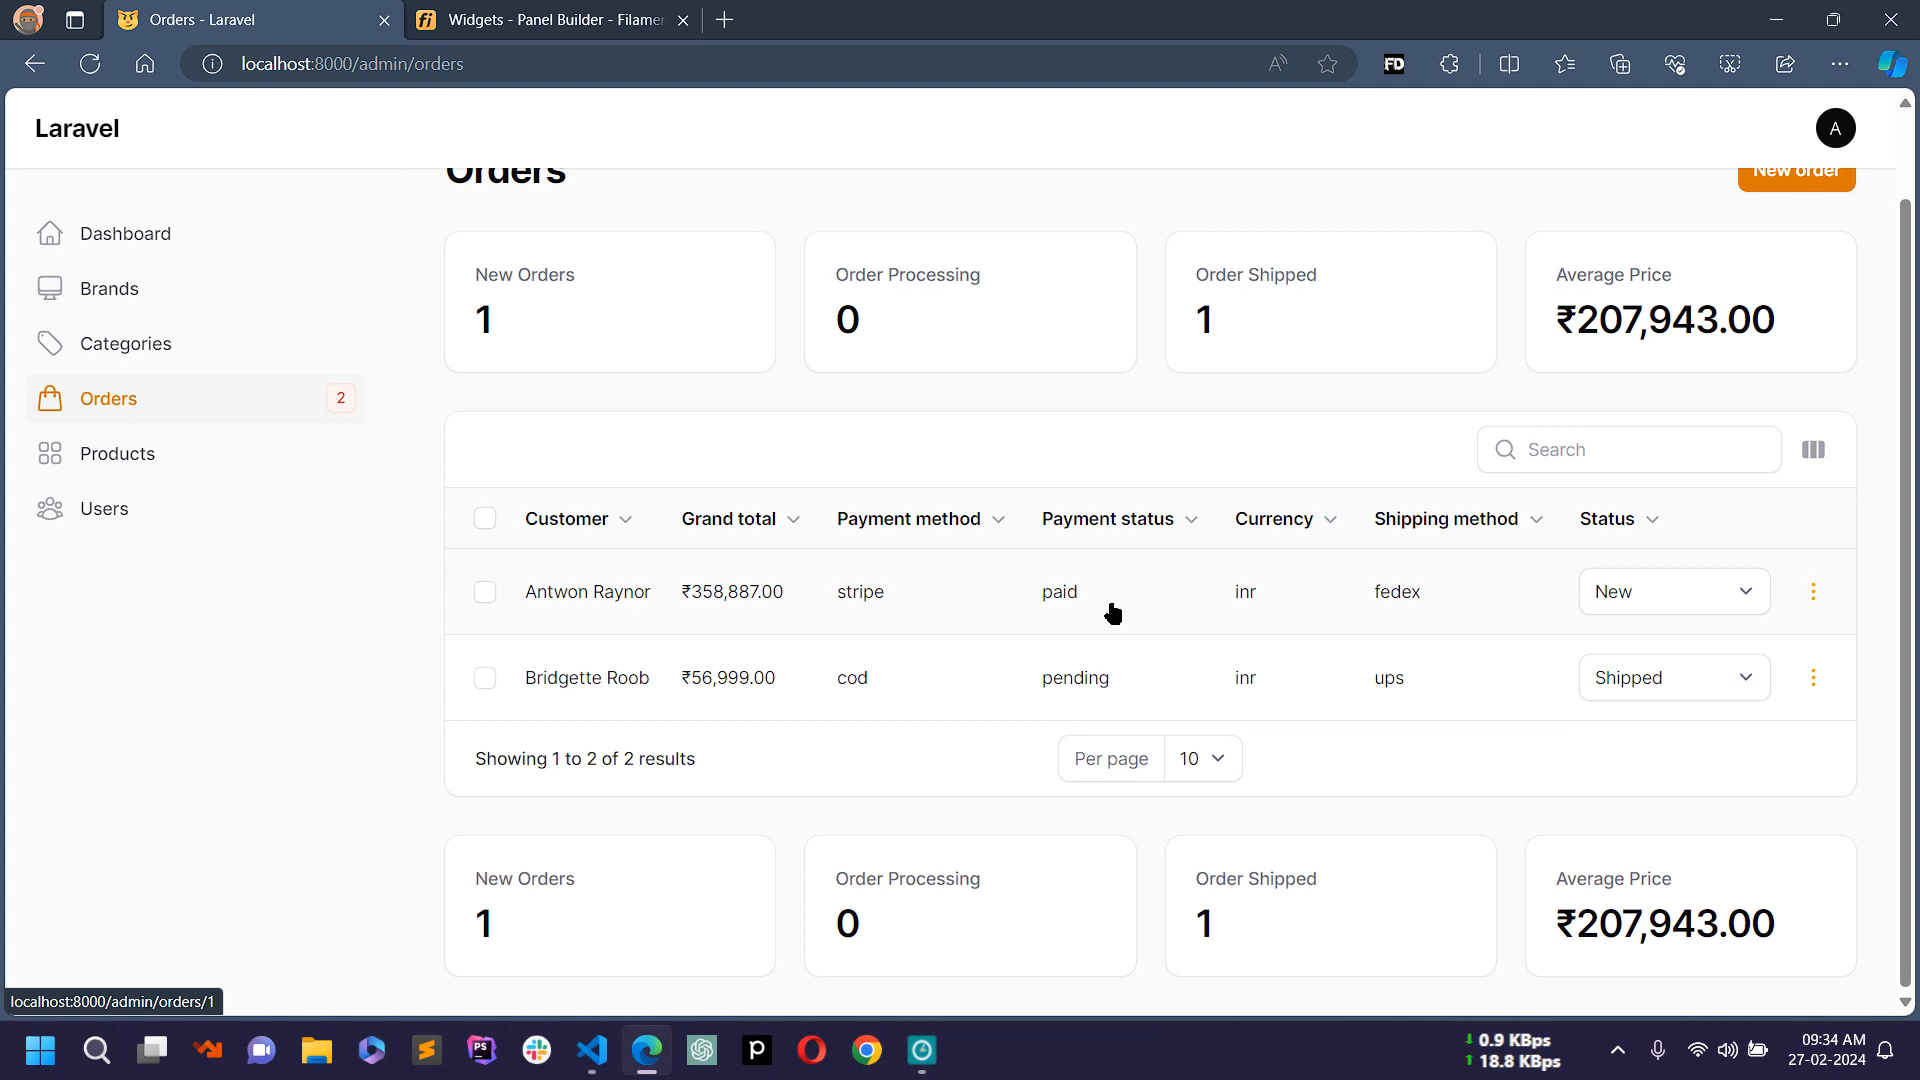 Orders - Laravel
Widgets - Panel Builder - Filamen
localhost:8000/admin/orders
FD
Laravel
A
Orders
New order
Dashboard
Brands
Categories
Orders 2
Products
Users
New Orders
1
Order Processing
0
Order Shipped
1
Average Price
₹207,943.00
Search
Customer Grand total Payment method Payment status Currency Shipping method Status
Antwon Raynor ₹358,887.00 stripe paid inr fedex New
Bridgette Roob ₹56,999.00 cod pending inr ups Shipped
Showing 1 to 2 of 2 results
Per page 10
New Orders
1
Order Processing
0
Order Shipped
1
Average Price
₹207,943.00
localhost:8000/admin/orders/1
0.9 KBps
18.8 KBps
09:34 AM
27-02-2024